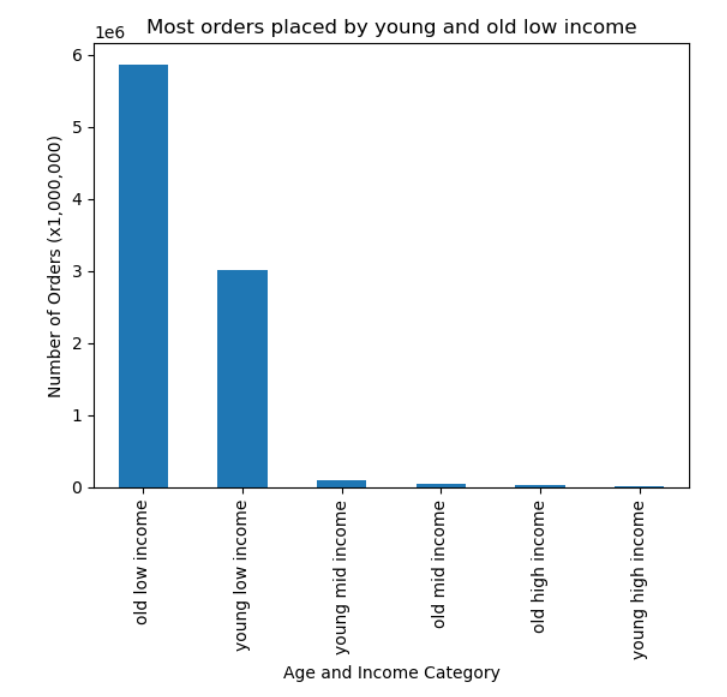 1e6
Most orders placed by young and old low income
6
5
4
3
2
1
0
Number of Orders (x1,000,000)
old low income
young low income
young mid income
old mid income
old high income
young high income
Age and Income Category